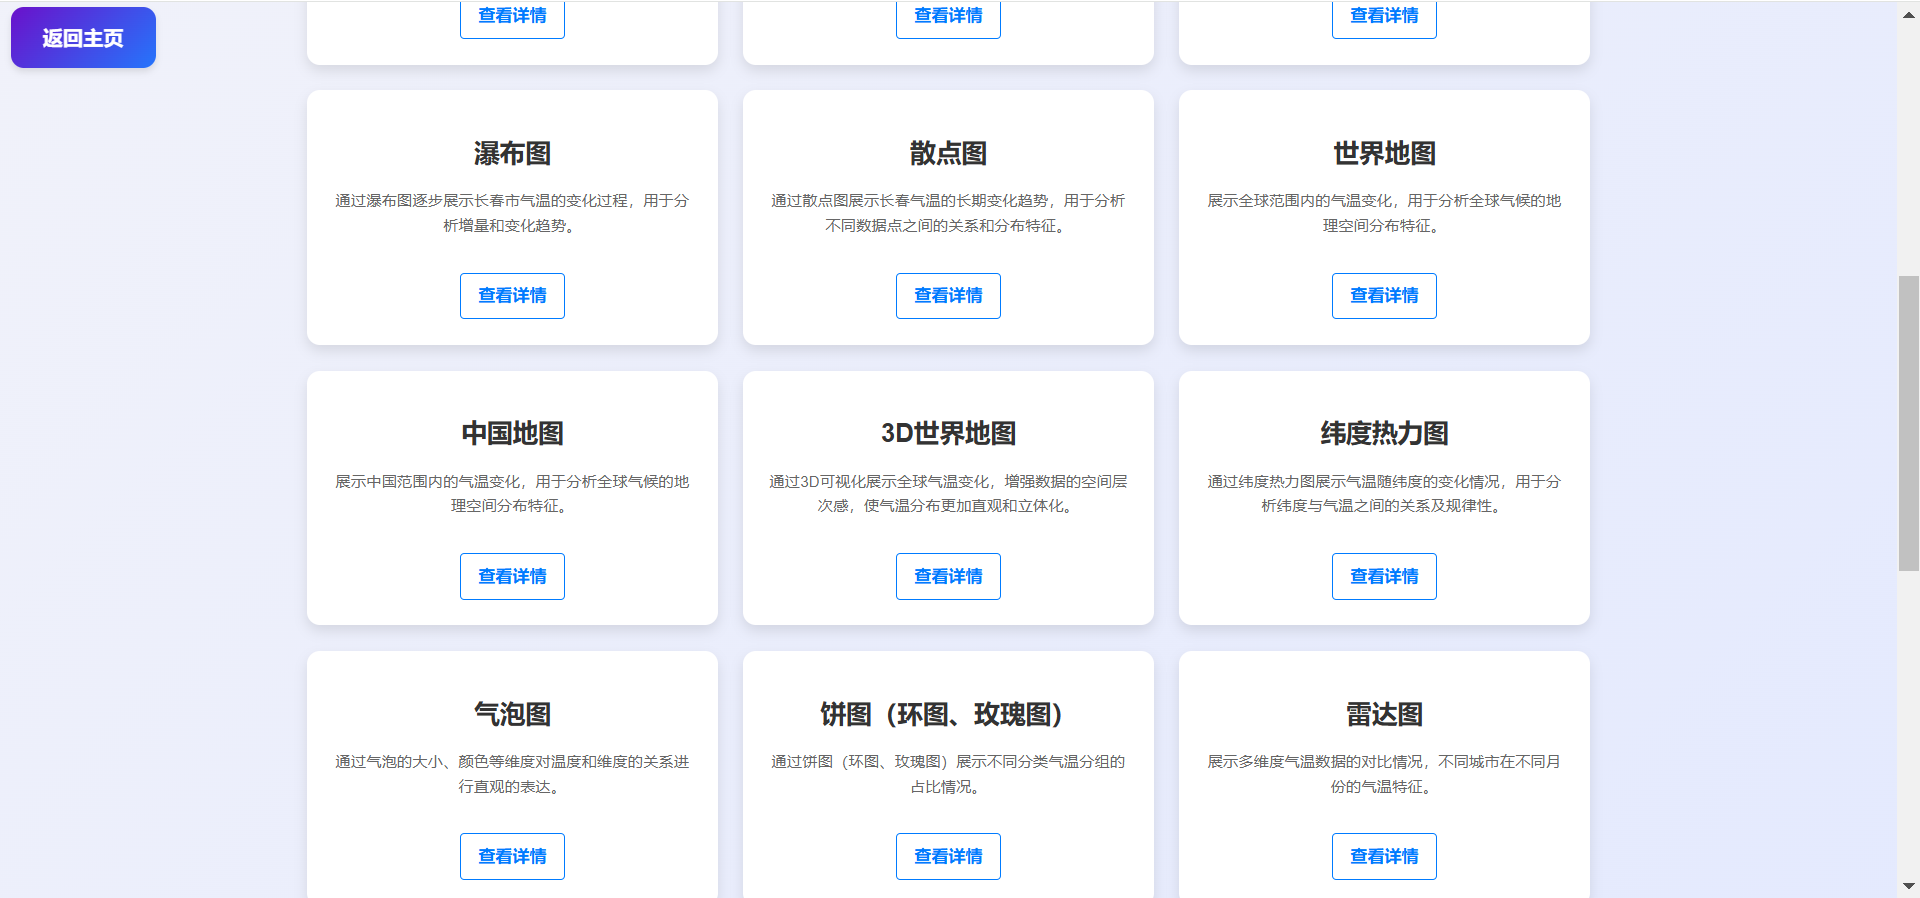 返回主页
查看详情
查看详情
查看详情
瀑布图
通过瀑布图逐步展示长春市气温的变化过程，用于分
析增量和变化趋势。
查看详情
散点图
通过散点图展示长春气温的长期变化趋势，用于分析
不同数据点之间的关系和分布特征。
查看详情
世界地图
展示全球范围内的气温变化，用于分析全球气候的地
理空间分布特征。
查看详情
中国地图
展示中国范围内的气温变化，用于分析全球气候的地
理空间分布特征。
查看详情
3D世界地图
通过3D可视化展示全球气温变化，增强数据的空间层
次感，使气温分布更加直观和立体化。
查看详情
纬度热力图
通过纬度热力图展示气温随纬度的变化情况，用于分
析纬度与气温之间的关系及规律性。
查看详情
气泡图
通过气泡的大小、颜色等维度对温度和维度的关系进
行直观的表达。
查看详情
饼图（环图、玫瑰图）
通过饼图（环图、玫瑰图）展示不同分类气温分组的
占比情况。
查看详情
雷达图
展示多维度气温数据的对比情况，不同城市在不同月
份的气温特征。
查看详情